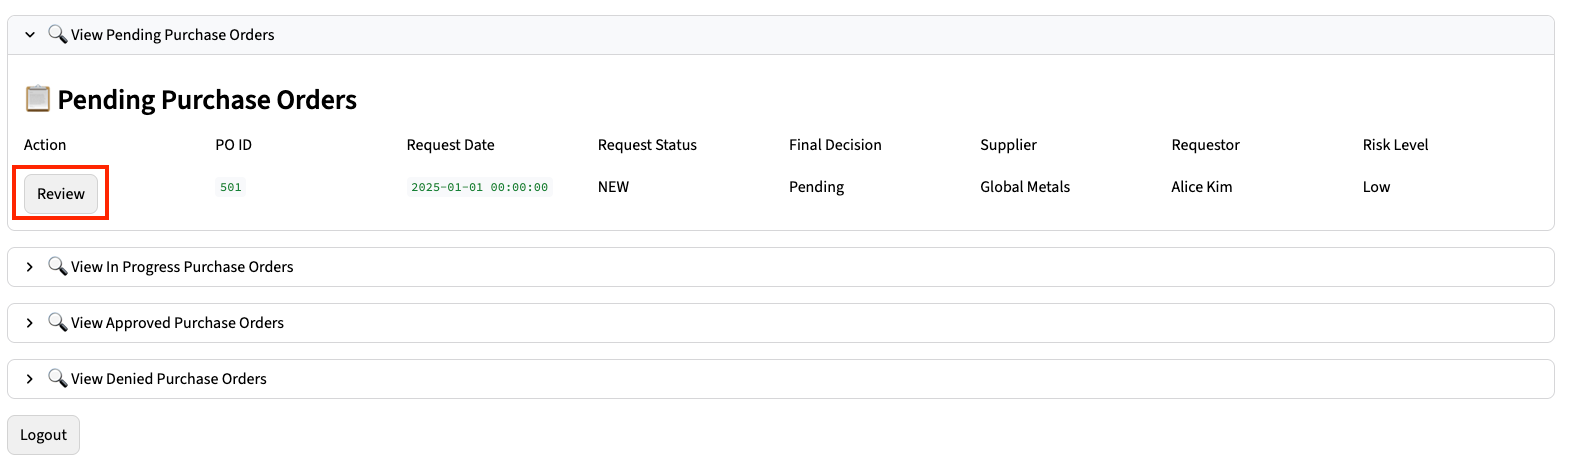 View Pending Purchase Orders
Pending Purchase Orders
Action PO ID Request Date Request Status Final Decision Supplier Requestor Risk Level
Review 501 2025-01-01 00:00:00 NEW Pending Global Metals Alice Kim Low
View In Progress Purchase Orders
View Approved Purchase Orders
View Denied Purchase Orders
Logout